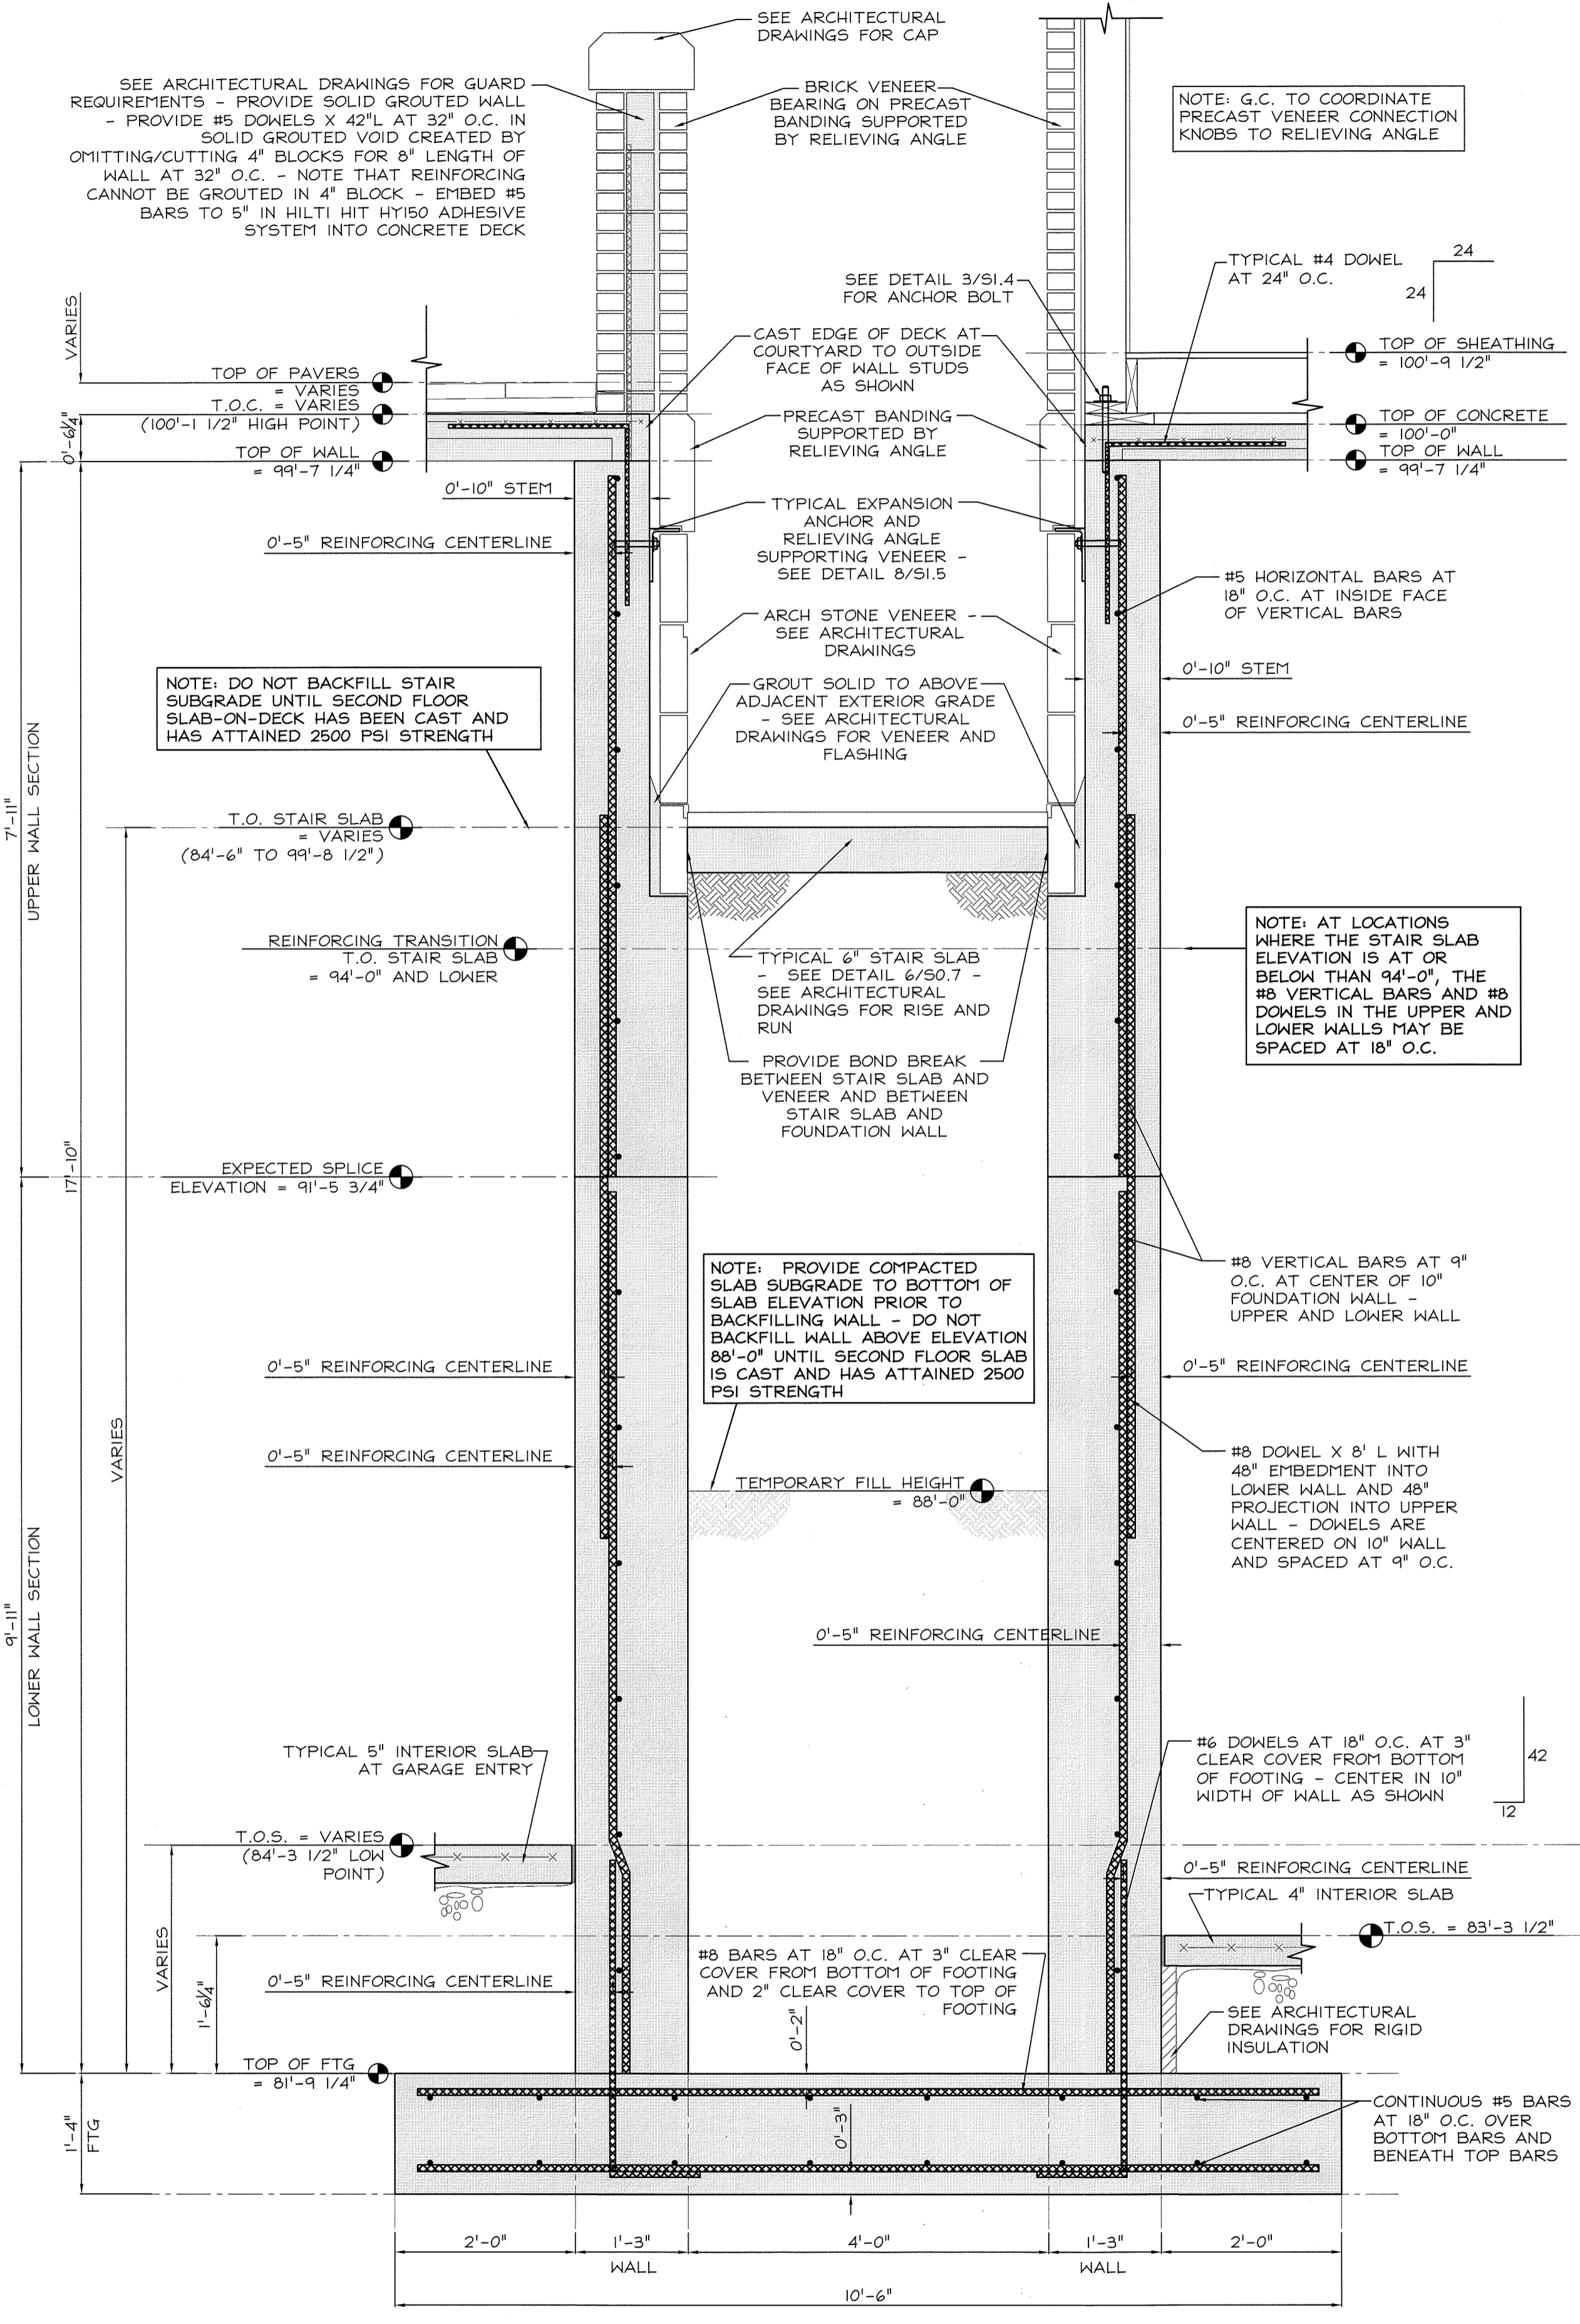 SEE ARCHITECTURAL
DRAWINGS FOR CAP
SEE ARCHITECTURAL DRAWINGS FOR GUARD
REQUIREMENTS - PROVIDE SOLID GROUTED WALL
- PROVIDE #5 DOWELS X 42"L AT 32" O.C. IN
SOLID GROUTED VOID CREATED BY
OMITTING/CUTTING 4" BLOCKS FOR 8" LENGTH OF
WALL AT 32" O.C. - NOTE THAT REINFORCING
CANNOT BE GROUTED IN 4" BLOCK - EMBED #5
BARS TO 5" IN HILTI HIT HY150 ADHESIVE
SYSTEM INTO CONCRETE DECK
BRICK VENEER
BEARING ON PRECAST
BANDING SUPPORTED
BY RELIEVING ANGLE
NOTE: G.C. TO COORDINATE
PRECAST VENEER CONNECTION
KNOBS TO RELIEVING ANGLE
TYPICAL #4 DOWEL
AT 24" O.C.
24
24
SEE DETAIL 3/S1.4
FOR ANCHOR BOLT
VARIES
CAST EDGE OF DECK AT
COURTYARD TO OUTSIDE
FACE OF WALL STUDS
AS SHOWN
TOP OF SHEATHING
= 100'-9 1/2"
TOP OF PAVERS
= VARIES
T.O.C. = VARIES
(100'-1 1/2" HIGH POINT)
0'-6¼"
TOP OF WALL
= 99'-7 1/4"
PRECAST BANDING
SUPPORTED BY
RELIEVING ANGLE
TOP OF CONCRETE
= 100'-0"
TOP OF WALL
= 99'-7 1/4"
0'-10" STEM
0'-5" REINFORCING CENTERLINE
TYPICAL EXPANSION
ANCHOR AND
RELIEVING ANGLE
SUPPORTING VENEER -
SEE DETAIL 8/S1.5
#5 HORIZONTAL BARS AT
18" O.C. AT INSIDE FACE
OF VERTICAL BARS
ARCH STONE VENEER -
SEE ARCHITECTURAL
DRAWINGS
0'-10" STEM
NOTE: DO NOT BACKFILL STAIR
SUBGRADE UNTIL SECOND FLOOR
SLAB-ON-DECK HAS BEEN CAST AND
HAS ATTAINED 2500 PSI STRENGTH
GROUT SOLID TO ABOVE
ADJACENT EXTERIOR GRADE
- SEE ARCHITECTURAL
DRAWINGS FOR VENEER AND
FLASHING
0'-5" REINFORCING CENTERLINE
7'-11"
UPPER WALL SECTION
T.O. STAIR SLAB
= VARIES
(84'-6" TO 99'-8 1/2")
REINFORCING TRANSITION
T.O. STAIR SLAB
= 94'-0" AND LOWER
TYPICAL 6" STAIR SLAB
- SEE DETAIL 6/S0.7 -
SEE ARCHITECTURAL
DRAWINGS FOR RISE AND
RUN
NOTE: AT LOCATIONS
WHERE THE STAIR SLAB
ELEVATION IS AT OR
BELOW THAN 94'-0", THE
#8 VERTICAL BARS AND #8
DOWELS IN THE UPPER AND
LOWER WALLS MAY BE
SPACED AT 18" O.C.
PROVIDE BOND BREAK
BETWEEN STAIR SLAB AND
VENEER AND BETWEEN
STAIR SLAB AND
FOUNDATION WALL
17'-10"
EXPECTED SPLICE
ELEVATION = 91'-5 3/4"
NOTE: PROVIDE COMPACTED
SLAB SUBGRADE TO BOTTOM OF
SLAB ELEVATION PRIOR TO
BACKFILLING WALL - DO NOT
BACKFILL WALL ABOVE ELEVATION
88'-0" UNTIL SECOND FLOOR SLAB
IS CAST AND HAS ATTAINED 2500
PSI STRENGTH
#8 VERTICAL BARS AT 9"
O.C. AT CENTER OF 10"
FOUNDATION WALL -
UPPER AND LOWER WALL
0'-5" REINFORCING CENTERLINE
0'-5" REINFORCING CENTERLINE
VARIES
0'-5" REINFORCING CENTERLINE
#8 DOWEL X 8' L WITH
48" EMBEDMENT INTO
LOWER WALL AND 48"
PROJECTION INTO UPPER
WALL - DOWELS ARE
CENTERED ON 10" WALL
AND SPACED AT 9" O.C.
TEMPORARY FILL HEIGHT
= 88'-0"
9'-11"
LOWER WALL SECTION
0'-5" REINFORCING CENTERLINE
#6 DOWELS AT 18" O.C. AT 3"
CLEAR COVER FROM BOTTOM
OF FOOTING - CENTER IN 10"
WIDTH OF WALL AS SHOWN
42
12
TYPICAL 5" INTERIOR SLAB
AT GARAGE ENTRY
T.O.S. = VARIES
(84'-3 1/2" LOW
POINT)
0'-5" REINFORCING CENTERLINE
TYPICAL 4" INTERIOR SLAB
T.O.S. = 83'-3 1/2"
VARIES
1'-6¼"
0'-5" REINFORCING CENTERLINE
#8 BARS AT 18" O.C. AT 3" CLEAR
COVER FROM BOTTOM OF FOOTING
AND 2" CLEAR COVER TO TOP OF
FOOTING
0'-2"
SEE ARCHITECTURAL
DRAWINGS FOR RIGID
INSULATION
TOP OF FTG
= 81'-9 1/4"
1'-4"
FTG
0'-3"
CONTINUOUS #5 BARS
AT 18" O.C. OVER
BOTTOM BARS AND
BENEATH TOP BARS
2'-0"
1'-3"
WALL
4'-0"
1'-3"
WALL
2'-0"
10'-6"